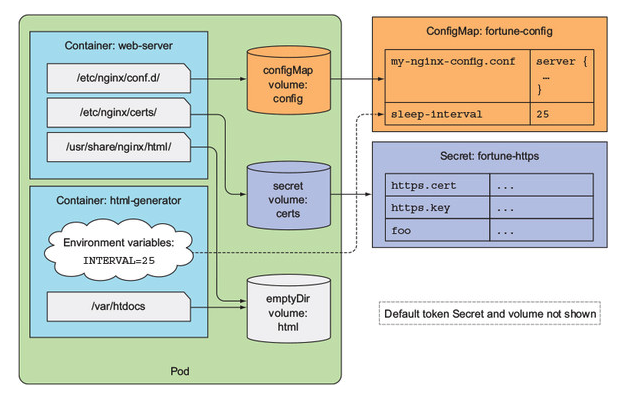 Container: web-server
/etc/nginx/conf.d/
/etc/nginx/certs/
/usr/share/nginx/html/
Container: html-generator
Environment variables:
INTERVAL=25
/var/htdocs
configMap
volume:
config
secret
volume:
certs
emptyDir
volume:
html
Pod
ConfigMap: fortune-config
my-nginx-config.conf
server {
…
}
sleep-interval
25
Secret: fortune-https
https.cert
...
https.key
...
foo
...
Default token Secret and volume not shown